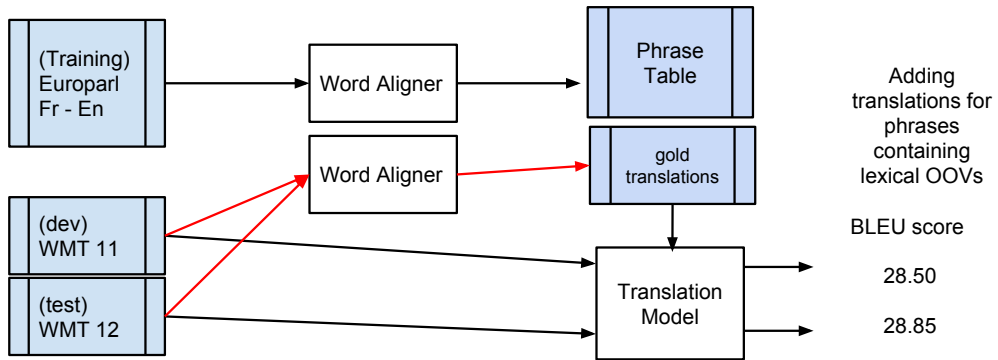 (Training)
Europarl
Fr - En
Word Aligner
Phrase
Table
Word Aligner
gold
translations
(dev)
WMT 11
(test)
WMT 12
Translation
Model
Adding
translations for
phrases
containing
lexical OOVs
BLEU score
28.50
28.85